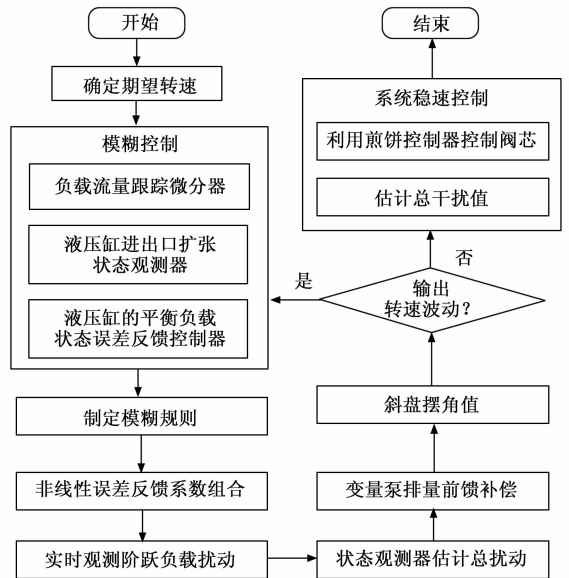 开始
确定期望转速
模糊控制
负载流量跟踪微分器
液压缸进出口扩张
状态观测器
液压缸的平衡负载
状态误差反馈控制器
制定模糊规则
非线性误差反馈系数组合
实时观测阶跃负载扰动
状态观测器估计总扰动
变量泵排量前馈补偿
斜盘摆角值
输出
转速波动？
是
否
系统稳速控制
利用煎饼控制器控制阀芯
估计总干扰值
结束